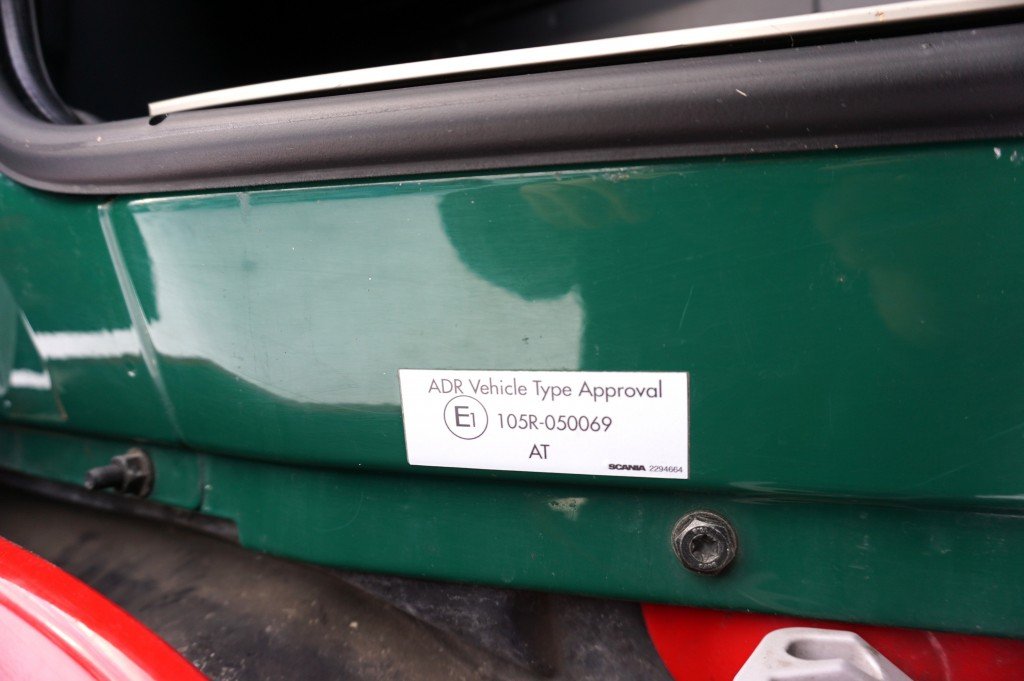 ADR Vehicle Type Approval
E1 105R-050069
AT
SCANIA 2294664